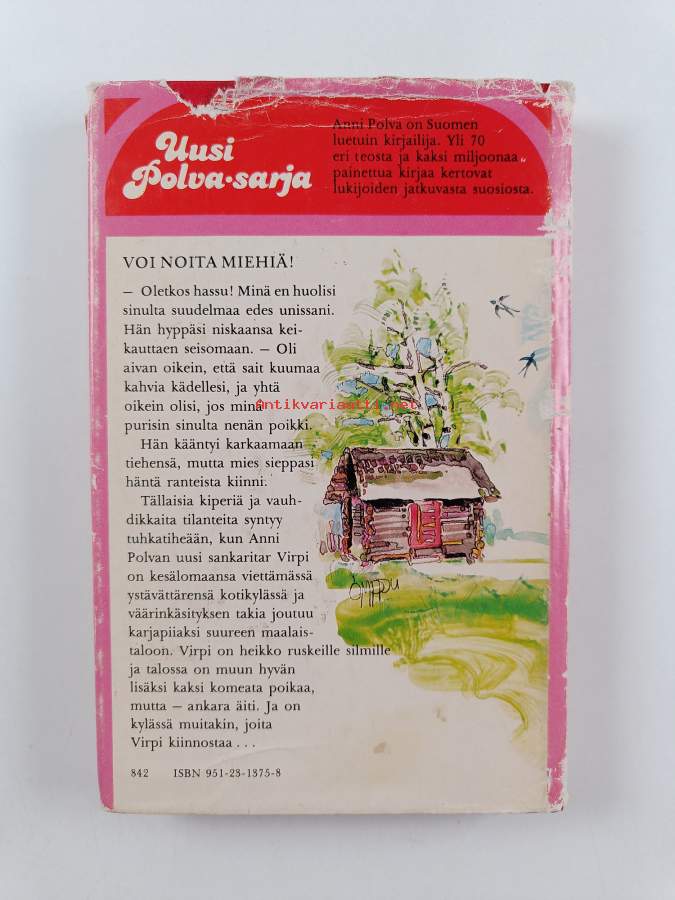 Uusi
Polva-sarja
Anni Polva on Suomen
luetuin kirjailija. Yli 70
eri teosta ja kaksi miljoonaa
painettua kirjaa kertovat
lukijoiden jatkuvasta suosiosta.
VOI NOITA MIEHIÄ!
— Oletkos hassu! Minä en huolisi
sinulta suudelmaa edes unissani.
Hän hyppäsi niskaansa kei-
kauttaen seisomaan. — Oli
aivan oikein, että sait kuumaa
kahvia kädellesi, ja yhtä
oikein olisi, jos minä
purisin sinulta nenän poikki.
Hän kääntyi karkaamaan
tiehensä, mutta mies sieppasi
häntä ranteista kiinni.
Tällaisia kiperiä ja vauh-
dikkaita tilanteita syntyy
tuhkatiheään, kun Anni
Polvan uusi sankaritar Virpi
on kesälomaansa viettämässä
ystävättärensä kotikylässä ja
väärinkäsityksen takia joutuu
karjapiiaksi suureen maalais-
taloon. Virpi on heikko ruskeille silmille
ja talossa on muun hyvän
lisäksi kaksi komeata poikaa,
mutta — ankara äiti. Ja on
kylässä muitakin, joita
Virpi kiinnostaa . . .
842 ISBN 951-23-1375-8
Antikvariaatti.net